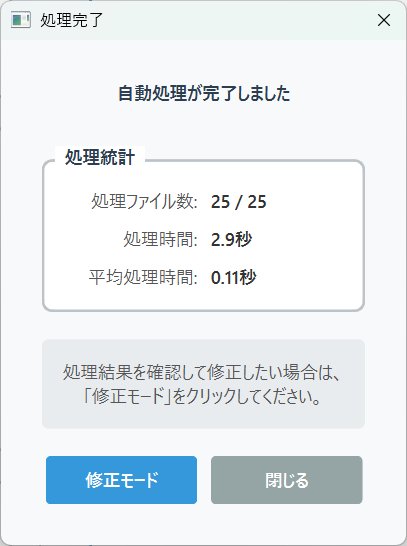 処理完了
自動処理が完了しました
処理統計
処理ファイル数: 25 / 25
処理時間: 2.9秒
平均処理時間: 0.11秒
処理結果を確認して修正したい場合は、
「修正モード」をクリックしてください。
修正モード
閉じる